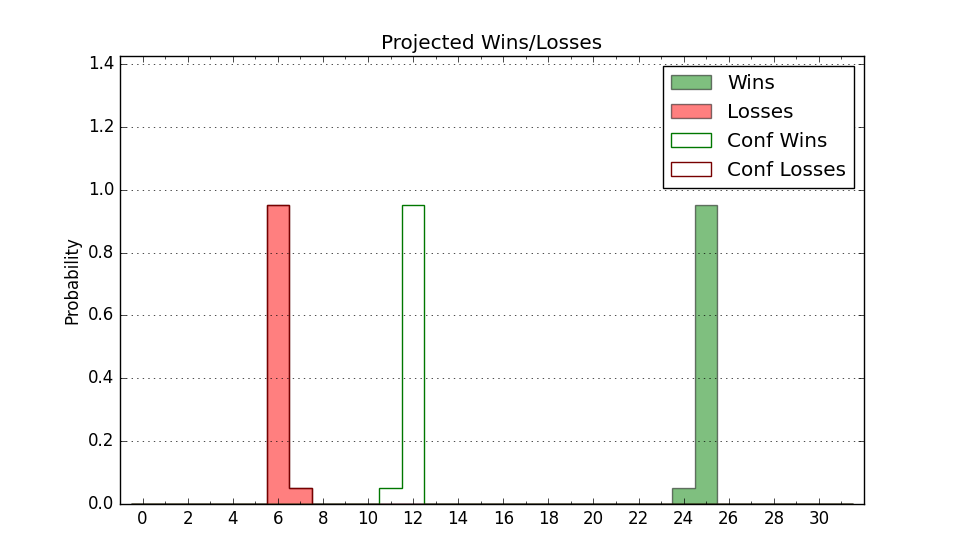 Projected Wins/Losses
1.4
1.2
1.0
0.8
0.6
0.4
0.2
0.0
Probability
Wins
Losses
Conf Wins
Conf Losses
0 2 4 6 8 10 12 14 16 18 20 22 24 26 28 30